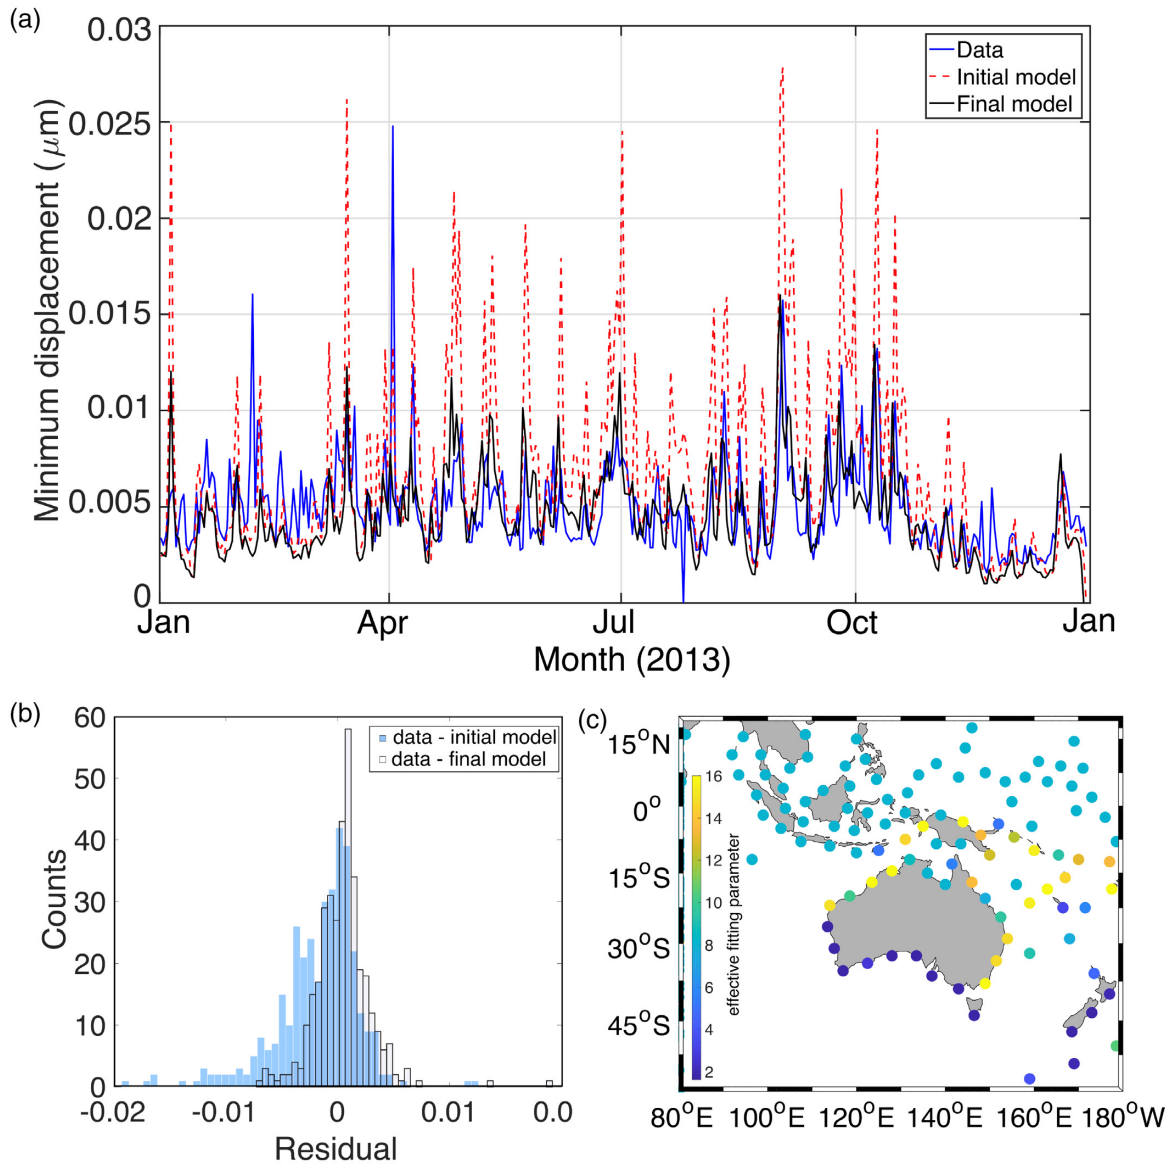 (a)
0.03
0.025
0.02
0.015
0.01
0.005
0
Minimum displacement (μm)
Data
Initial model
Final model
Jan
Apr
Jul
Oct
Jan
Month (2013)
(b)
60
50
40
30
20
10
0
Counts
data - initial model
data - final model
-0.02
-0.01
0
0.01
0.0
Residual
(c)
15°N
0°
15°S
30°S
45°S
16
14
12
10
8
6
4
2
effective fitting parameter
80°E
100°E
120°E
140°E
160°E
180°W